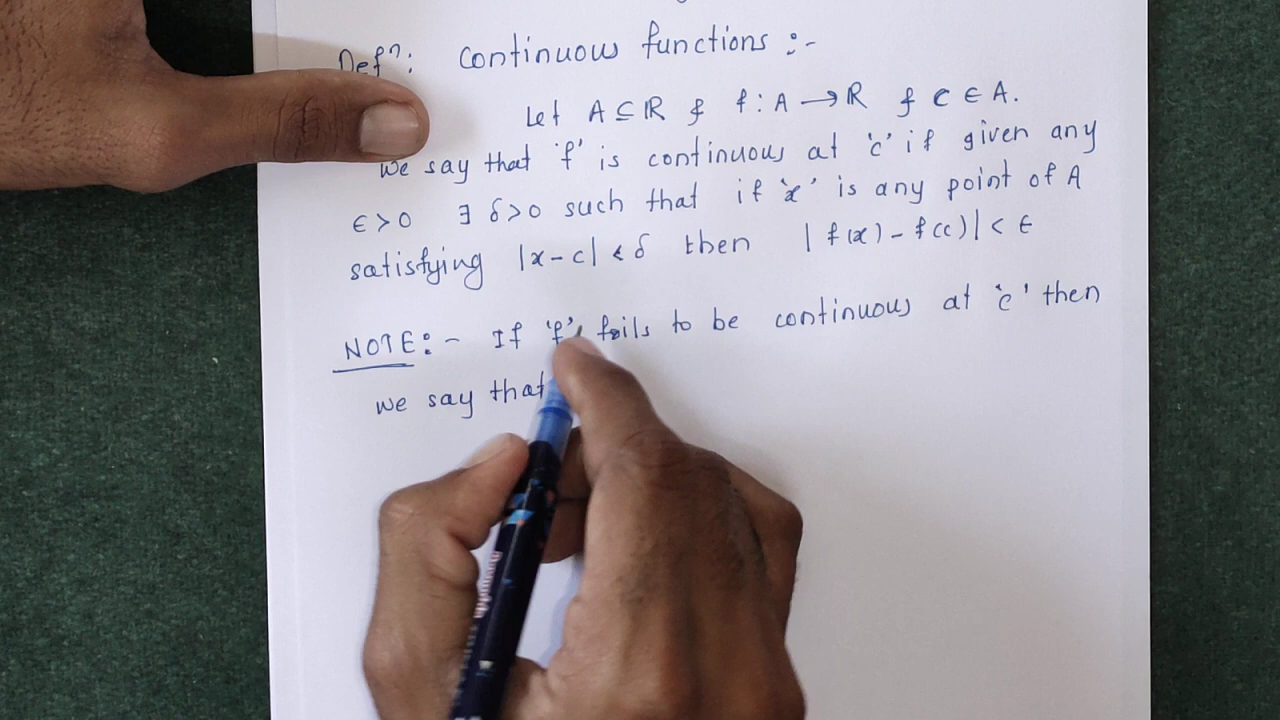 Defⁿ: Continuous functions :-
Let A ⊆ ℝ & f : A → ℝ & c ∈ A.
We say that 'f' is continuous at 'c' if given any
ϵ > 0 ∃ δ > 0 such that if 'x' is any point of A
satisfying |x - c| < δ then | f(x) - f(c) | < ϵ
NOTE :- If 'f' fails to be continuous at 'c' then
we say that